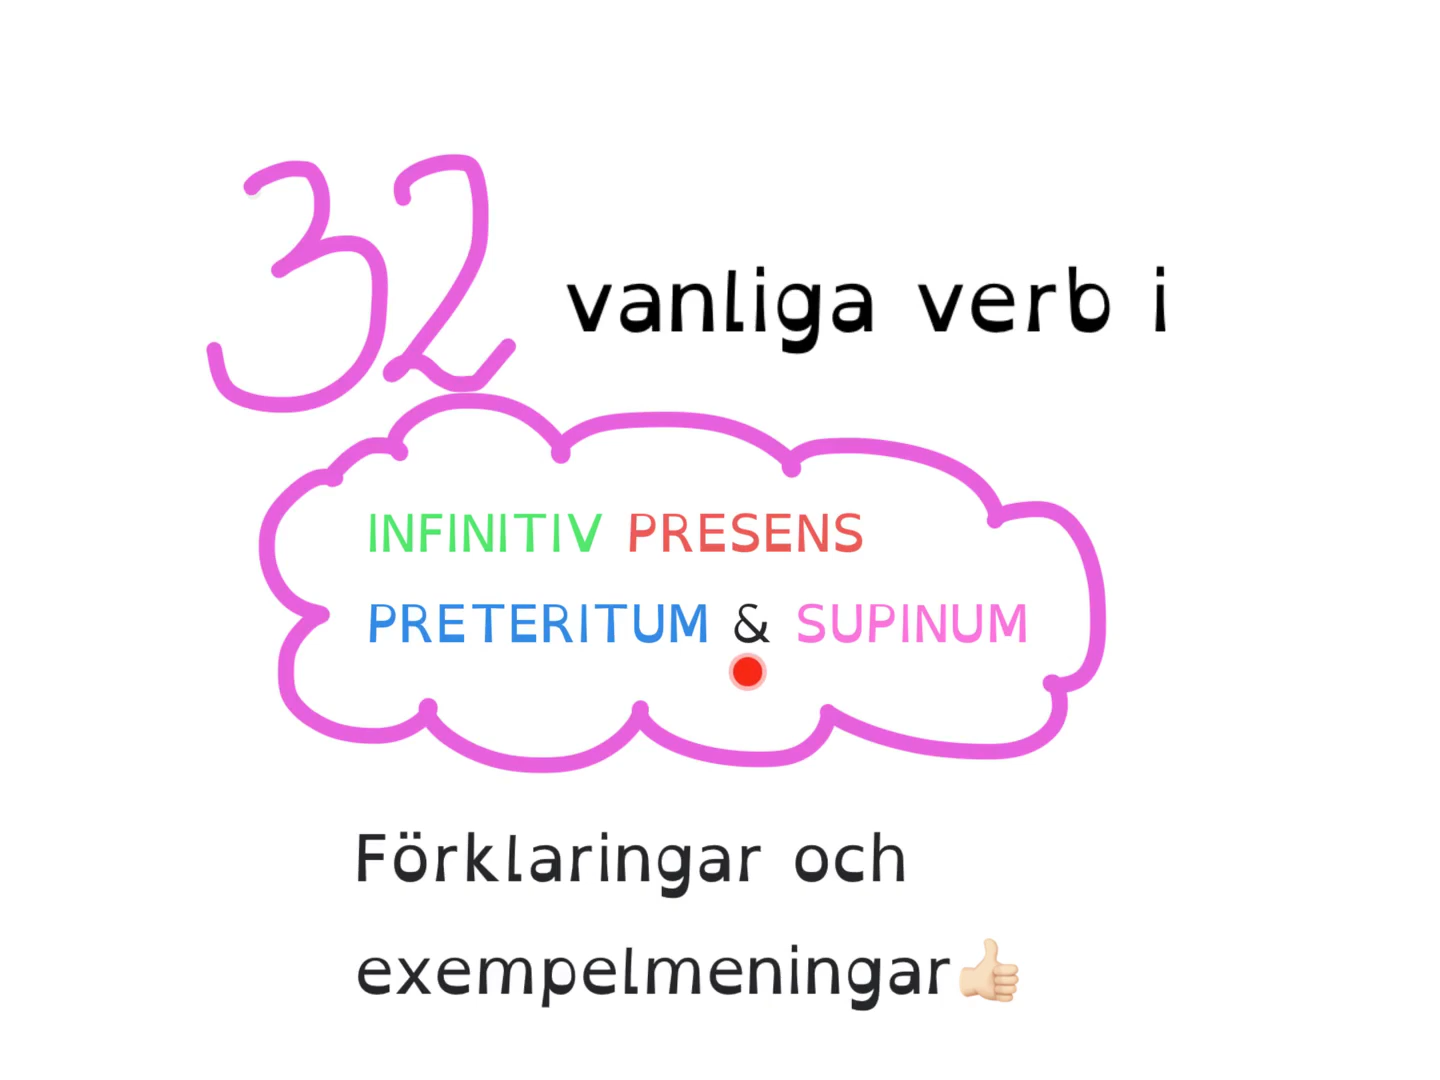 32 vanliga verb i
INFINITIV PRESENS
PRETERITUM & SUPINUM
Förklaringar och
exempelmeningar👍🏻